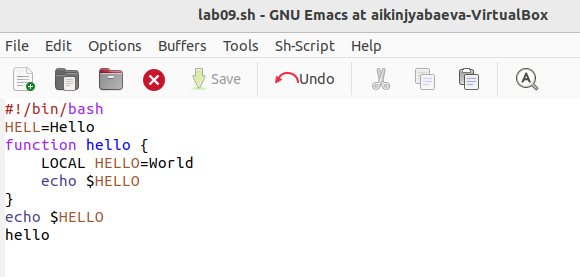 lab09.sh - GNU Emacs at aikinjyabaeva-VirtualBox
File Edit Options Buffers Tools Sh-Script Help
Save Undo
#!/bin/bash
HELL=Hello
function hello {
    LOCAL HELLO=World
    echo $HELLO
}
echo $HELLO
hello